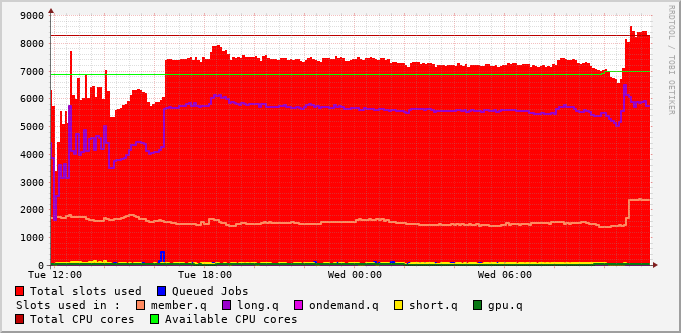 9000
8000
7000
6000
5000
4000
3000
2000
1000
0
Tue 12:00 Tue 18:00 Wed 00:00 Wed 06:00
RRDTOOL / TOBI OETIKER
Total slots used Queued Jobs
Slots used in : member.q long.q ondemand.q short.q gpu.q
Total CPU cores Available CPU cores